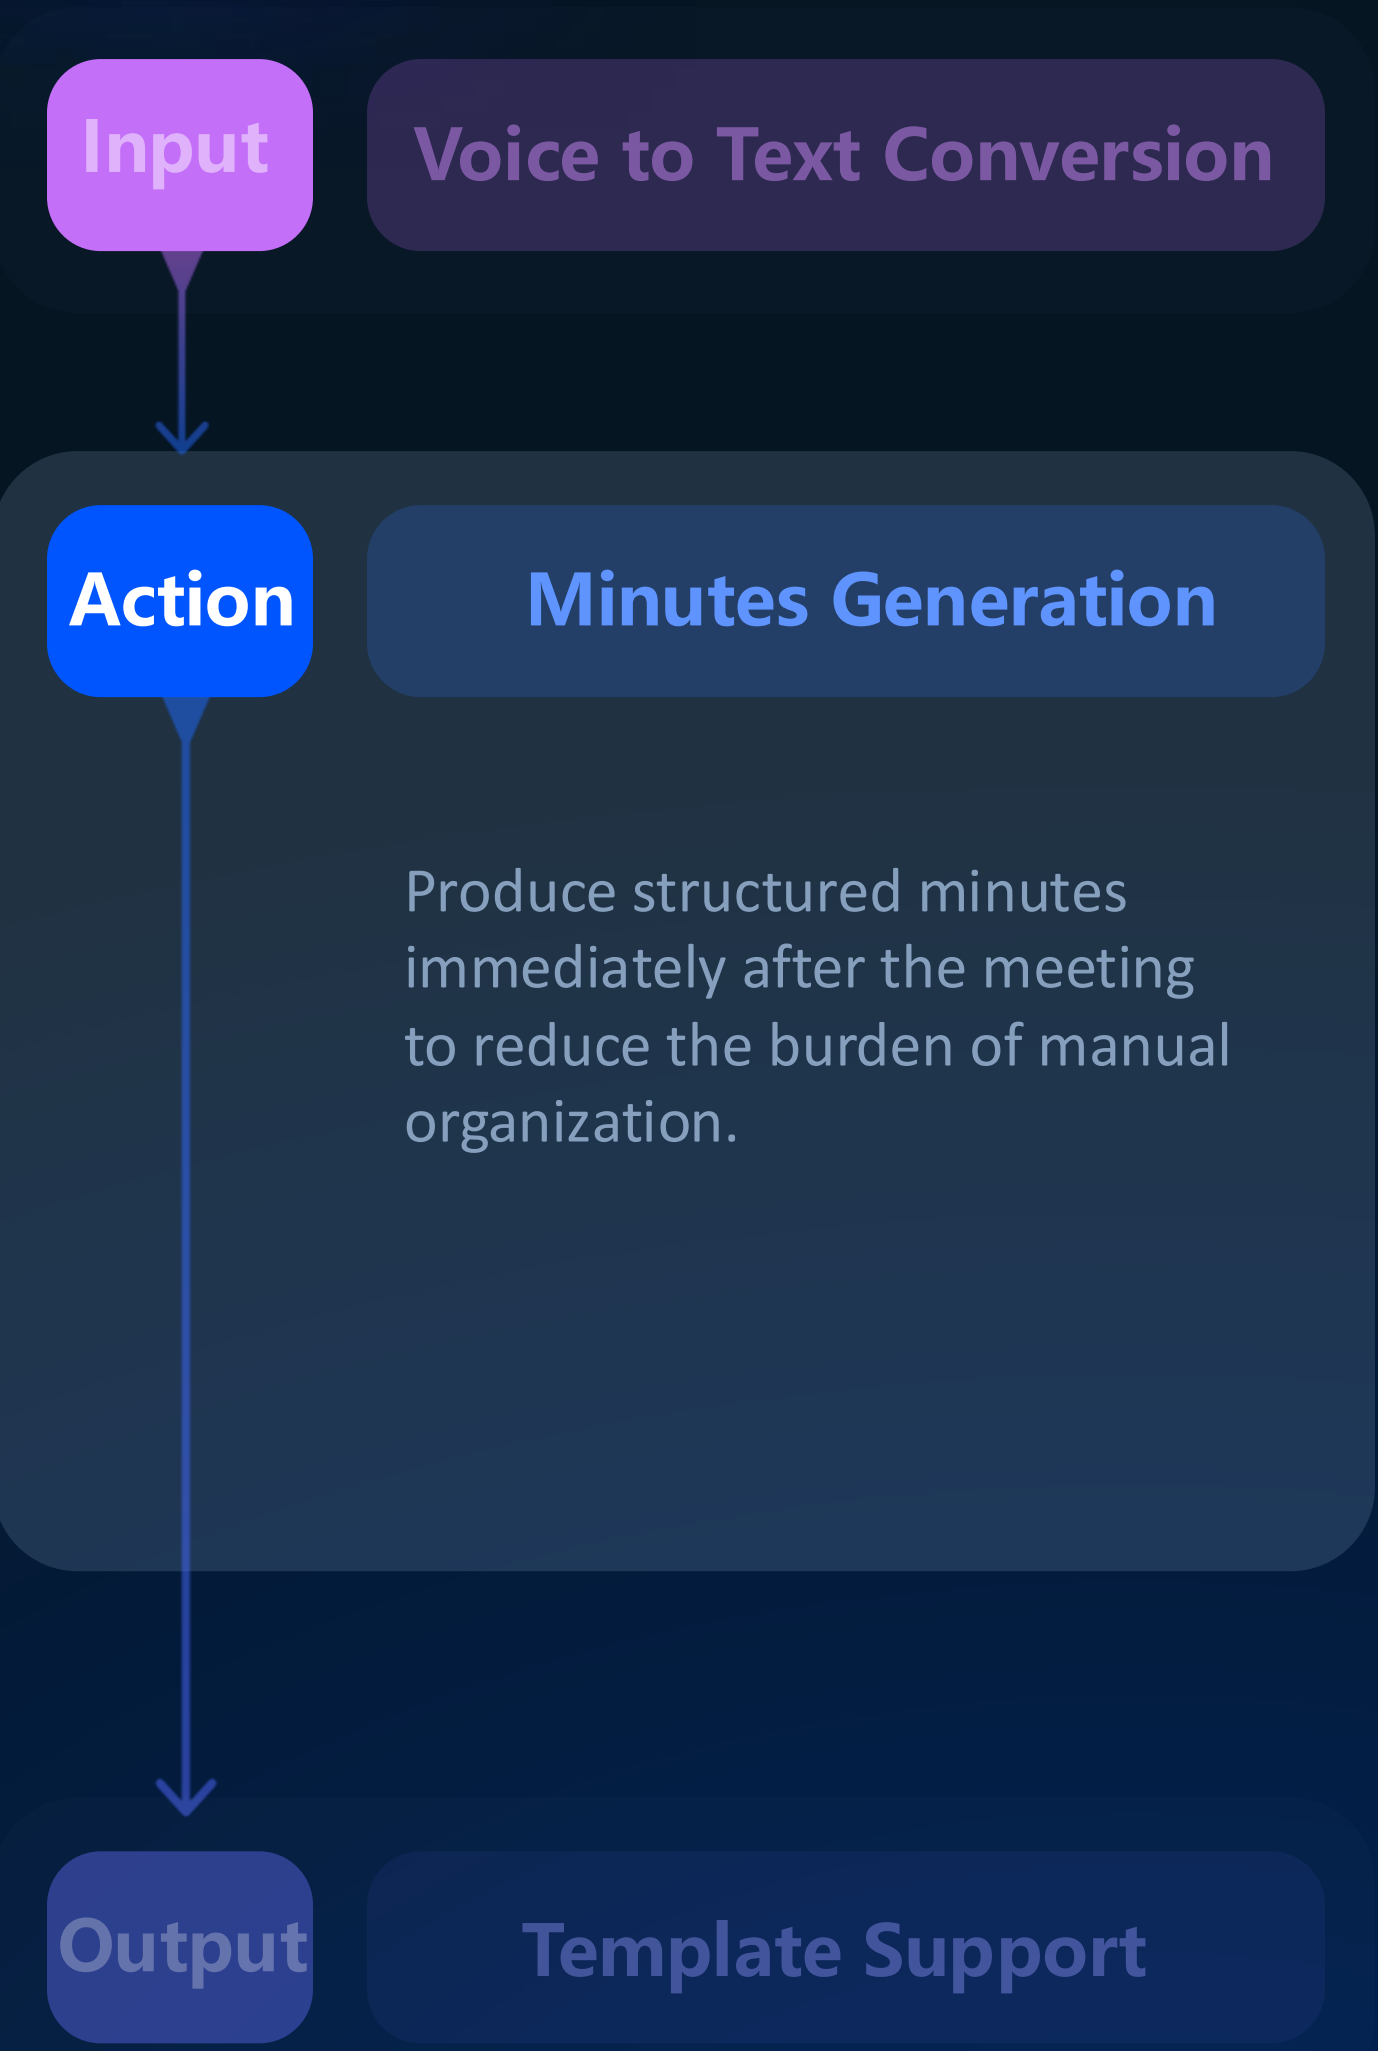 Input
Voice to Text Conversion
Action
Minutes Generation
Produce structured minutes
immediately after the meeting
to reduce the burden of manual
organization.
Output
Template Support